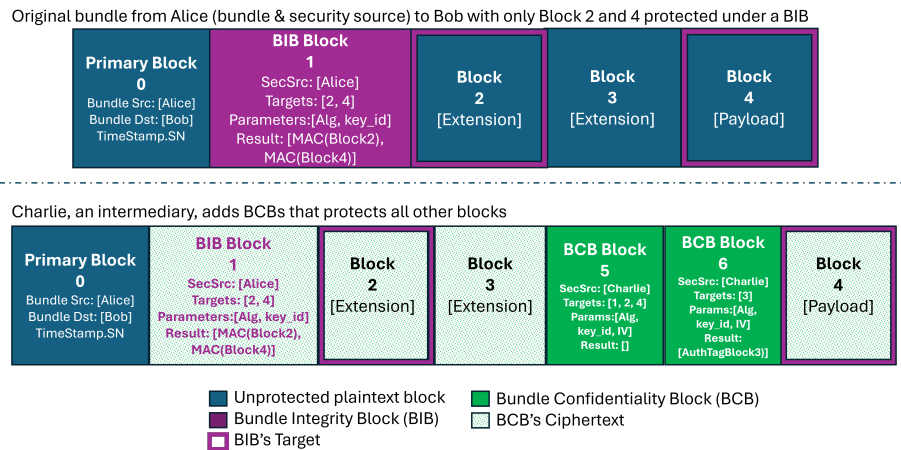 Original bundle from Alice (bundle & security source) to Bob with only Block 2 and 4 protected under a BIB
Primary Block
0
Bundle Src: [Alice]
Bundle Dst: [Bob]
TimeStamp.SN
BIB Block
1
SecSrc: [Alice]
Targets: [2, 4]
Parameters:[Alg, key_id]
Result: [MAC(Block2),
MAC(Block4)]
Block
2
[Extension]
Block
3
[Extension]
Block
4
[Payload]
Charlie, an intermediary, adds BCBs that protects all other blocks
Primary Block
0
Bundle Src: [Alice]
Bundle Dst: [Bob]
TimeStamp.SN
BIB Block
1
SecSrc: [Alice]
Targets: [2, 4]
Parameters:[Alg, key_id]
Result: [MAC(Block2),
MAC(Block4)]
Block
2
[Extension]
Block
3
[Extension]
BCB Block
5
SecSrc: [Charlie]
Targets: [1, 2, 4]
Params:[Alg,
key_id, IV]
Result: []
BCB Block
6
SecSrc: [Charlie]
Targets: [3]
Params:[Alg,
key_id, IV]
Result:
[AuthTagBlock3)]
Block
4
[Payload]
Unprotected plaintext block
Bundle Integrity Block (BIB)
BIB's Target
Bundle Confidentiality Block (BCB)
BCB's Ciphertext